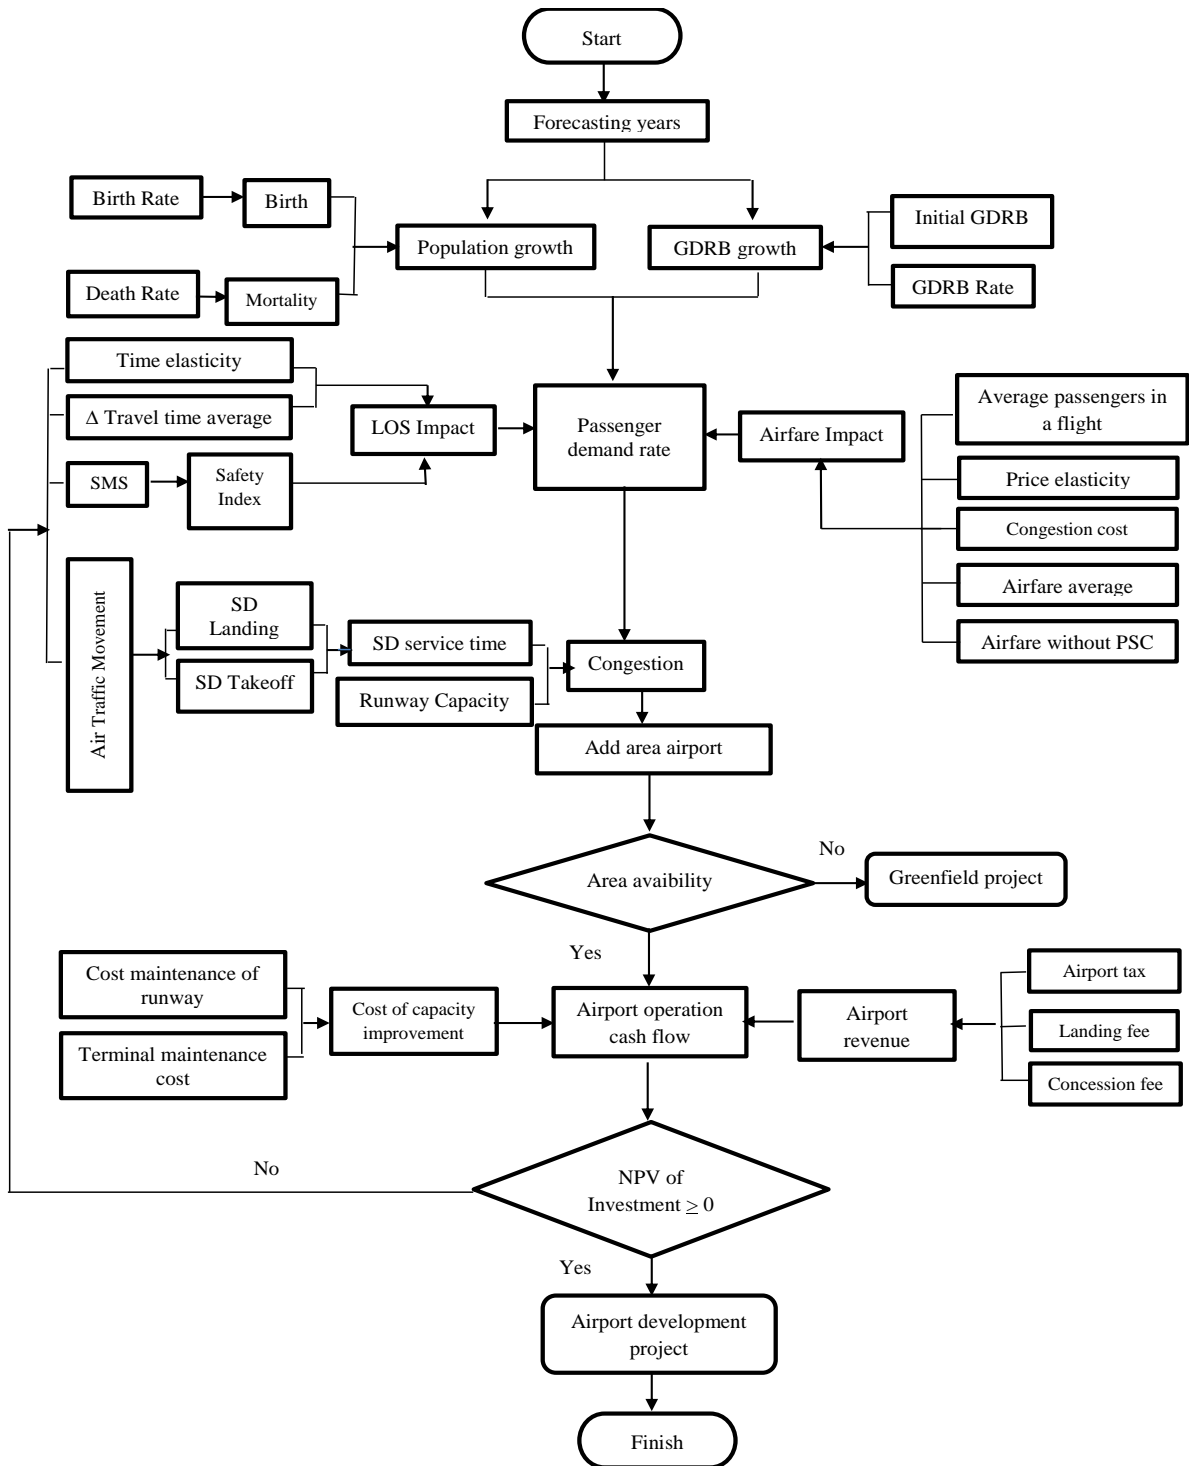 Start
Forecasting years
Birth Rate
Birth
Initial GDRB
Population growth
GDRB growth
Death Rate
Mortality
GDRB Rate
Time elasticity
Δ Travel time average
LOS Impact
Passenger
demand rate
Airfare Impact
Average passengers in
a flight
SMS
Safety
Index
Price elasticity
Congestion cost
Air Traffic Movement
SD
Landing
SD Takeoff
SD service time
Runway Capacity
Congestion
Airfare average
Airfare without PSC
Add area airport
Area avaibility
No
Greenfield project
Yes
Cost maintenance of
runway
Terminal maintenance
cost
Cost of capacity
improvement
Airport operation
cash flow
Airport
revenue
Airport tax
Landing fee
Concession fee
No
NPV of
Investment ≥ 0
Yes
Airport development
project
Finish